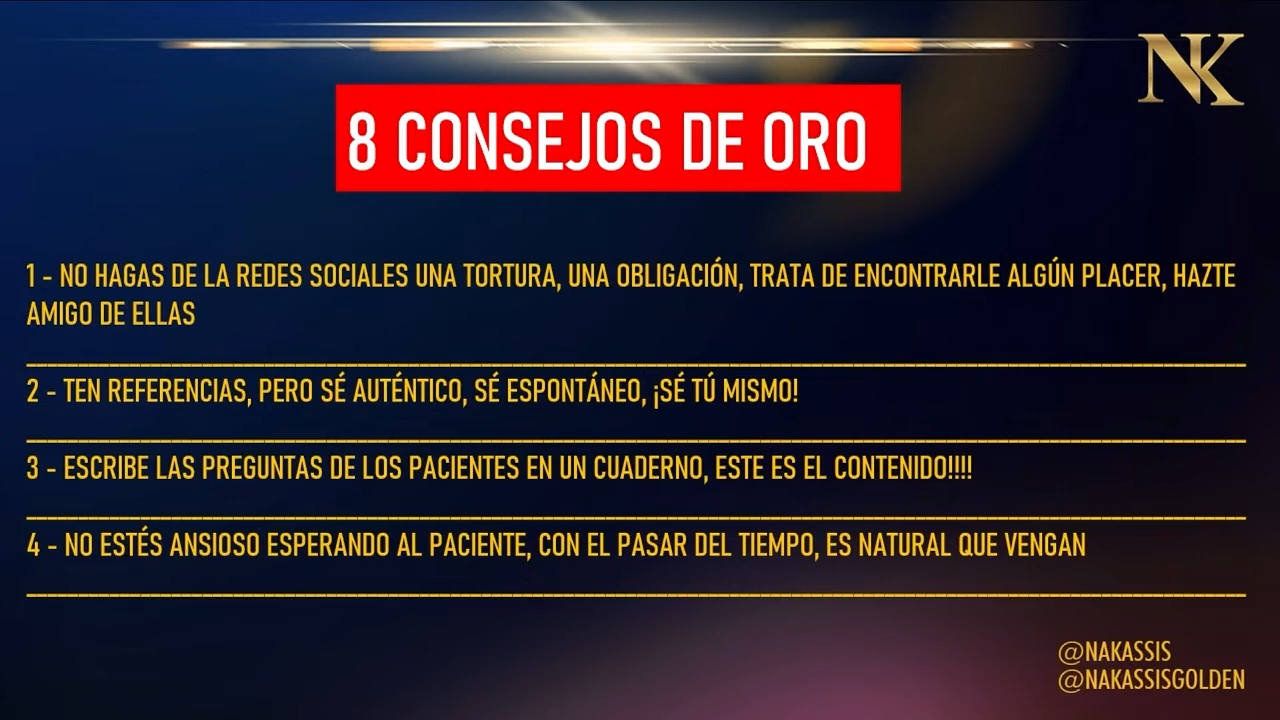 NK
8 CONSEJOS DE ORO
1 - NO HAGAS DE LA REDES SOCIALES UNA TORTURA, UNA OBLIGACIÓN, TRATA DE ENCONTRARLE ALGÚN PLACER, HAZTE
AMIGO DE ELLAS
2 - TEN REFERENCIAS, PERO SÉ AUTÉNTICO, SÉ ESPONTÁNEO, ¡SÉ TÚ MISMO!
3 - ESCRIBE LAS PREGUNTAS DE LOS PACIENTES EN UN CUADERNO, ESTE ES EL CONTENIDO!!!!
4 - NO ESTÉS ANSIOSO ESPERANDO AL PACIENTE, CON EL PASAR DEL TIEMPO, ES NATURAL QUE VENGAN
@NAKASSIS
@NAKASSISGOLDEN